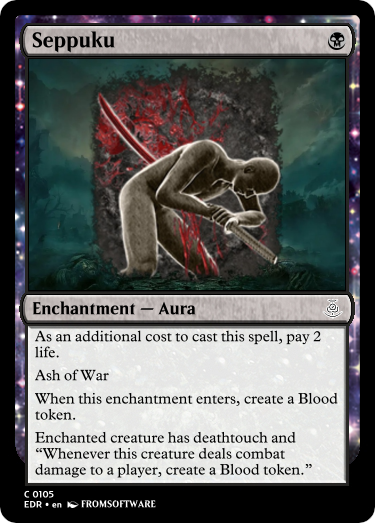 Seppuku
Enchantment — Aura
As an additional cost to cast this spell, pay 2
life.
Ash of War
When this enchantment enters, create a Blood
token.
Enchanted creature has deathtouch and
“Whenever this creature deals combat
damage to a player, create a Blood token.”
C 0105
EDR • en FROMSOFTWARE